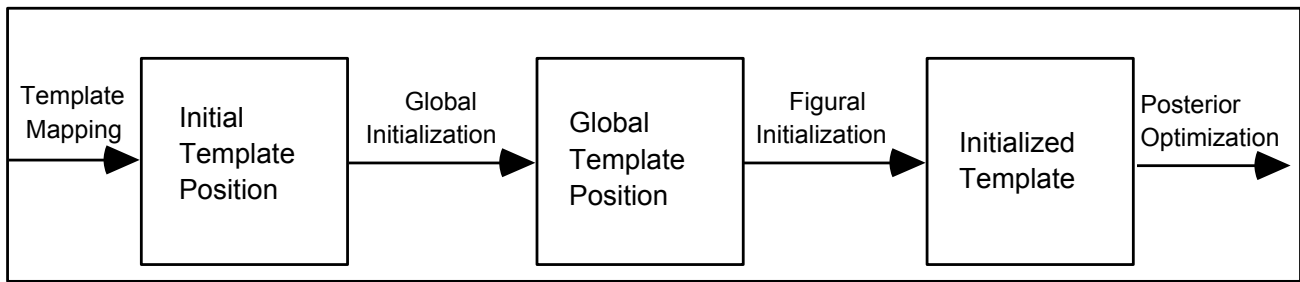 Template
Mapping
Initial
Template
Position
Global
Initialization
Global
Template
Position
Figural
Initialization
Initialized
Template
Posterior
Optimization